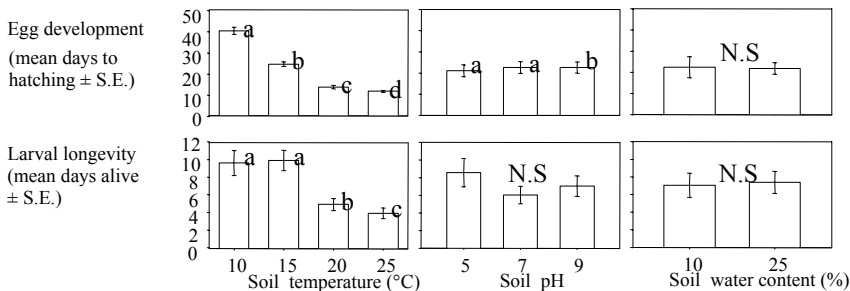 Egg development
(mean days to
hatching ± S.E.)
50
40
30
20
10
0
a
b
c
d
a
a
b
N.S
Larval longevity
(mean days alive
± S.E.)
12
10
8
6
4
2
0
a
a
b
c
N.S
N.S
10 15 20 25
Soil temperature (°C)
5 7 9
Soil pH
10 25
Soil water content (%)